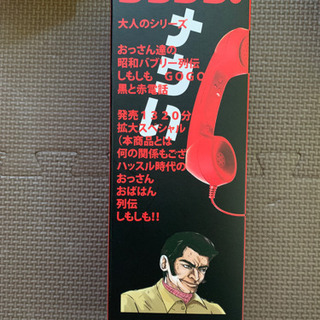 大人のシリーズ
ナウい
おっさん達の
昭和バブリー列伝
しもしも GOGO
黒と赤電話
発売1820分
拡大スペシャル
(本商品とは
何の関係もござ
ハッスル時代の
おっさん
おばはん
列伝
しもしも!!